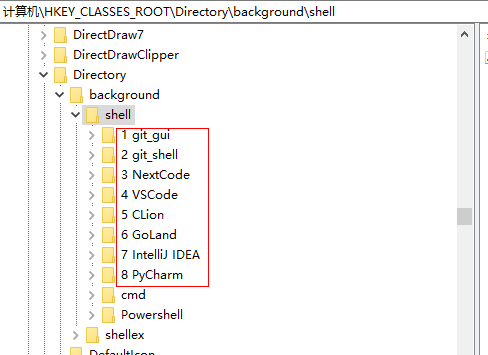 计算机\HKEY_CLASSES_ROOT\Directory\background\shell
DirectDraw7
DirectDrawClipper
Directory
background
shell
1 git_gui
2 git_shell
3 NextCode
4 VSCode
5 CLion
6 GoLand
7 IntelliJ IDEA
8 PyCharm
cmd
Powershell
shellex
DefaultIcon